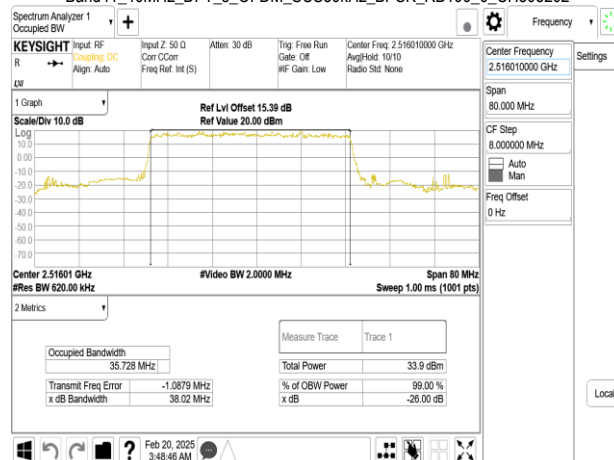 Spectrum Analyzer 1
Occupied BW
Frequency
KEYSIGHT
R
LXI
Input: RF
Coupling: DC
Align: Auto
Input Z: 50 Ω
Corr CCorr
Freq Ref: Int (S)
Atten: 30 dB
Trig: Free Run
Gate: Off
#IF Gain: Low
Center Freq: 2.516010000 GHz
Avg|Hold: 10/10
Radio Std: None
Center Frequency
2.516010000 GHz
Settings
Span
80.000 MHz
CF Step
8.000000 MHz
Auto
Man
Freq Offset
0 Hz
1 Graph
Scale/Div 10.0 dB
Ref Lvl Offset 15.39 dB
Ref Value 20.00 dBm
Log
10.0
0.00
-10.0
-20.0
-30.0
-40.0
-50.0
-60.0
-70.0
Center 2.51601 GHz
#Res BW 620.00 kHz
#Video BW 2.0000 MHz
Span 80 MHz
Sweep 1.00 ms (1001 pts)
2 Metrics
Measure Trace Trace 1
Occupied Bandwidth
35.728 MHz
Total Power 33.9 dBm
Transmit Freq Error -1.0879 MHz
% of OBW Power 99.00 %
x dB Bandwidth 38.02 MHz
x dB -26.00 dB
Local
?
Feb 20, 2025
3:48:46 AM